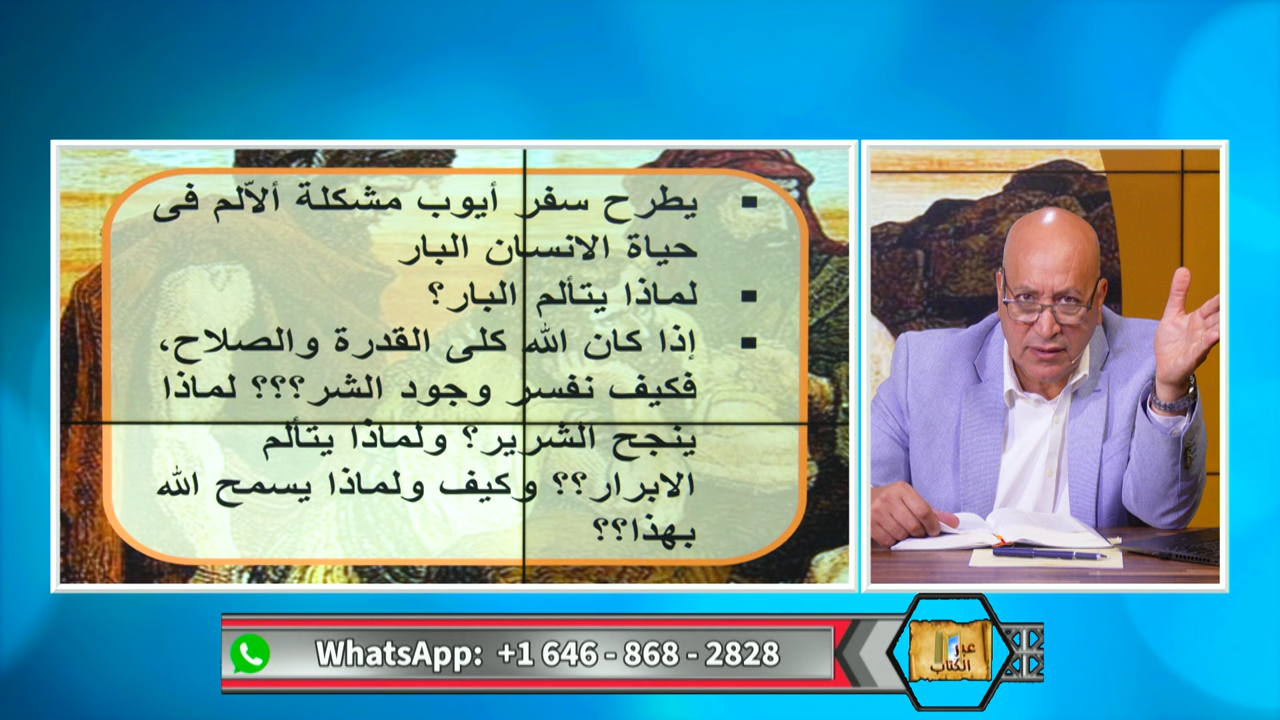 ▪ يطرح سفر أيوب مشكلة ألآلم فى
حياة الانسان البار
▪ لماذا يتألم البار؟
▪ إذا كان الله كلى القدرة والصلاح،
فكيف نفسر وجود الشر؟؟؟ لماذا
ينجح الشرير؟ ولماذا يتألم
الابرار؟؟ وكيف ولماذا يسمح الله
بهذا؟؟
WhatsApp: +1 646 - 868 - 2828
عبر
الكتاب